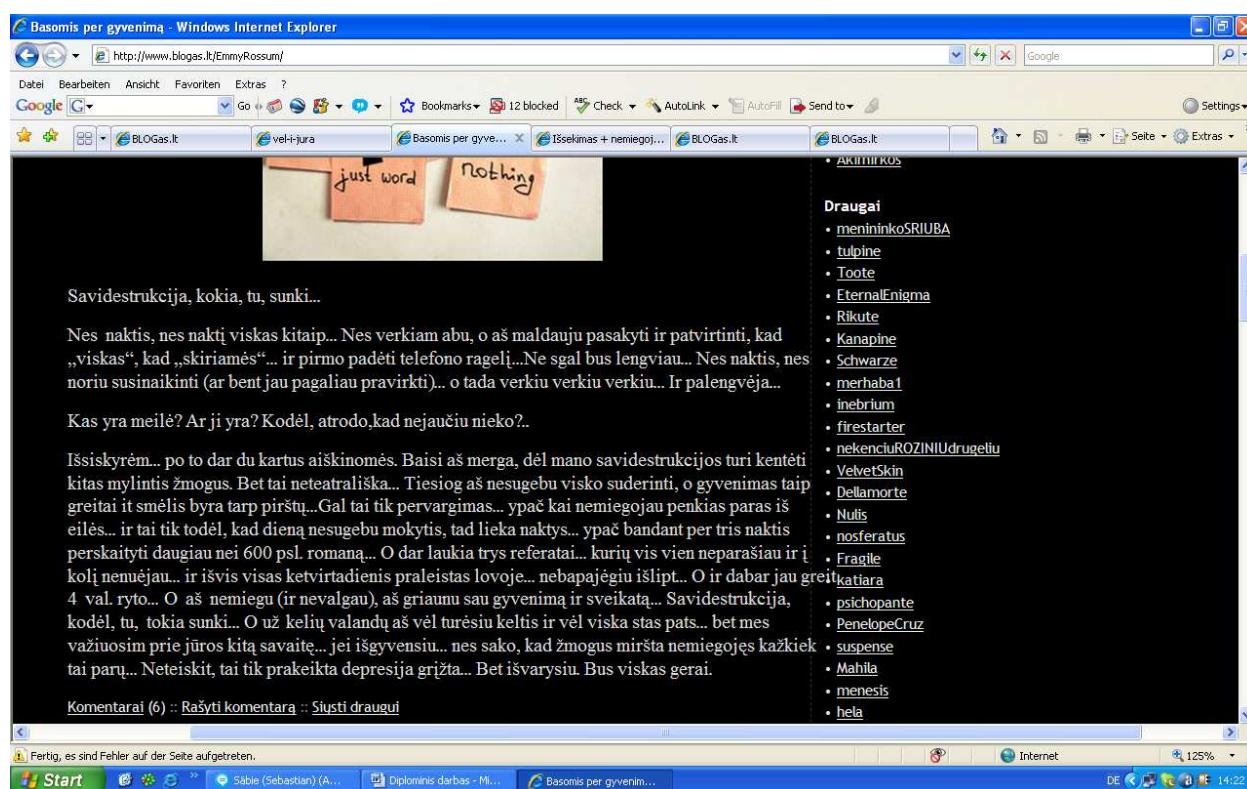 Basomis per gyvenimą - Windows Internet Explorer
http://www.blogas.lt/EmmyRossum/
Google
Datei Bearbeiten Ansicht Favoriten Extras ?
Google G Go Bookmarks 12 blocked Check AutoLink AutoFill Send to Settings
BLOGas.lt vel-i-jura Basomis per gyve... X Išsekimas + nemiegoj... BLOGas.lt BLOGas.lt Seite Extras
just word nothing
Savidestrukcija, kokia, tu, sunki...
Nes naktis, nes naktį viskas kitaip... Nes verkiam abu, o aš maldauju pasakyti ir patvirtinti, kad
„viskas“, kad „skiriamės“... ir pirmo padėti telefono ragelį...Ne sgal bus lengviau... Nes naktis, nes
noriu susinaikinti (ar bent jau pagaliau pravirkti)... o tada verkiu verkiu verkiu... Ir palengvėja...
Kas yra meilė? Ar ji yra? Kodėl, atrodo,kad nejaučiu nieko?..
Išsiskyrėm... po to dar du kartus aiškinomės. Baisi aš merga, dėl mano savidestrukcijos turi kentėti
kitas mylintis žmogus. Bet tai neteatrališka... Tiesiog aš nesugebu visko suderinti, o gyvenimas taip
greitai it smėlis byra tarp pirštų...Gal tai tik pervargimas... ypač kai nemiegojau penkias paras iš
eilės... ir tai tik todėl, kad dieną nesugebu mokytis, tad lieka naktys... ypač bandant per tris naktis
perskaityti daugiau nei 600 psl. romaną... O dar laukia trys referatai... kurių vis vien neparašiau ir į
kolį nenuėjau... ir išvis visas ketvirtadienis praleistas lovoje... nebapajėgiu išlipt... O ir dabar jau greit
4 val. ryto... O aš nemiegu (ir nevalgau), aš griaunu sau gyvenimą ir sveikatą... Savidestrukcija,
kodėl, tu, tokia sunki... O už kelių valandų aš vėl turėsiu keltis ir vėl viska stas pats... bet mes
važiuosim prie jūros kitą savaitę... jei išgyvensiu... nes sako, kad žmogus miršta nemiegojęs kažkiek
tai parų... Neteiskit, tai tik prakeikta depresija grįžta... Bet išvarysiu. Bus viskas gerai.
Komentarai (6) :: Rašyti komentarą :: Siųsti draugui
• Akimirkos
Draugai
• menininkoSRIUBA
• tulpine
• Toote
• EternalEnigma
• Rikute
• Kanapine
• Schwarze
• merhaba1
• inebrium
• firestarter
• nekenciuROZINIUdrugeliu
• VelvetSkin
• Dellamorte
• Nulis
• nosferatus
• Fragile
• katiara
• psichopante
• PenelopeCruz
• suspense
• Mahila
• menesis
• hela
Fertig, es sind Fehler auf der Seite aufgetreten. Internet 125%
Start Säbie (Sebastian) (A... Diplominis darbas - Mi... Basomis per gyvenim... DE 14:22